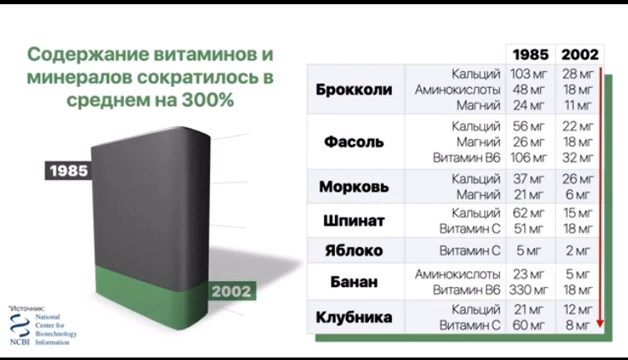 Содержание витаминов и
минералов сократилось в
среднем на 300%
1985
2002
*Источник:
NCBI
National
Center for
Biotechnology
Information
1985 2002
Брокколи
Кальций 103 мг 28 мг
Аминокислоты 48 мг 18 мг
Магний 24 мг 11 мг
Фасоль
Кальций 56 мг 22 мг
Магний 26 мг 18 мг
Витамин B6 106 мг 32 мг
Морковь
Кальций 37 мг 26 мг
Магний 21 мг 6 мг
Шпинат
Кальций 62 мг 15 мг
Витамин C 51 мг 18 мг
Яблоко Витамин C 5 мг 2 мг
Банан
Аминокислоты 23 мг 5 мг
Витамин B6 330 мг 18 мг
Клубника
Кальций 21 мг 12 мг
Витамин C 60 мг 8 мг